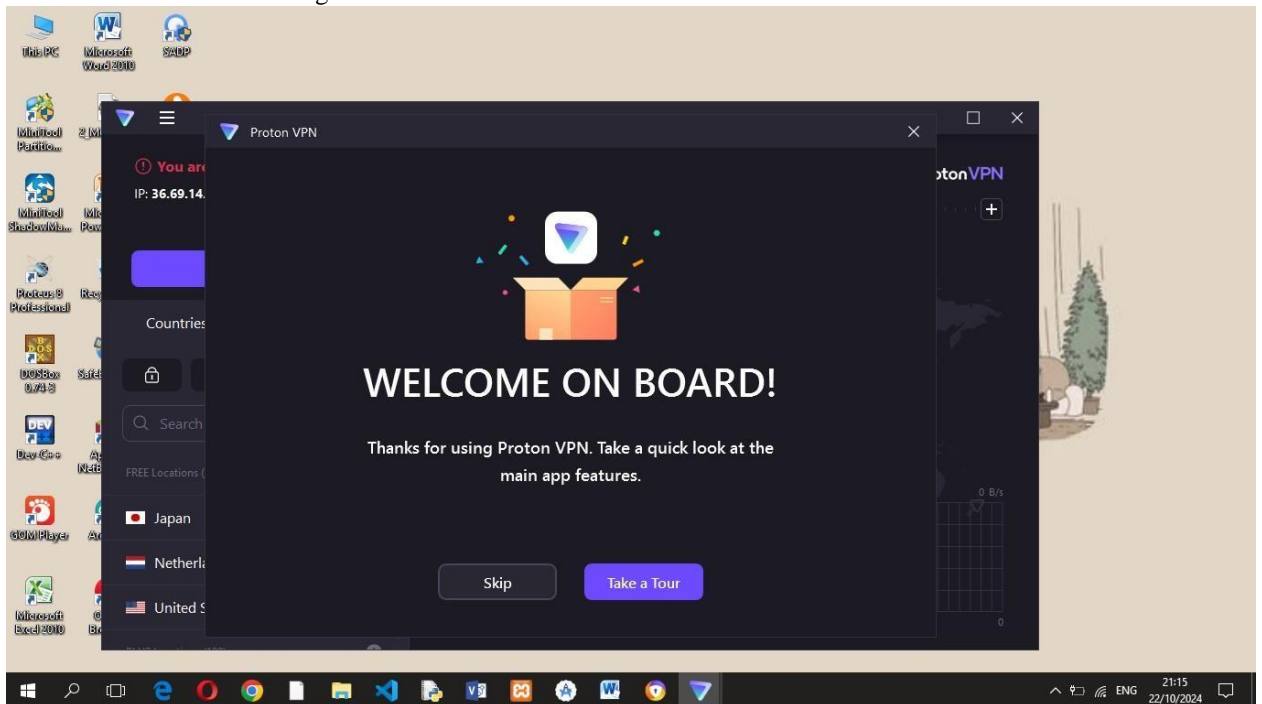 This PC
Microsoft
Word 2010
SADP
MiniTool
Partitio...
MiniTool
ShadowMa...
Proteus 8
Professional
DOSBox
0.74-3
Dev-C++
GOM Player
Microsoft
Excel 2010
You are
IP: 36.69.14.
Countries
Search
FREE Locations (
Japan
Netherla
United S
Proton VPN
WELCOME ON BOARD!
Thanks for using Proton VPN. Take a quick look at the
main app features.
Skip
Take a Tour
otonVPN
0 B/s
0
ENG
21:15
22/10/2024